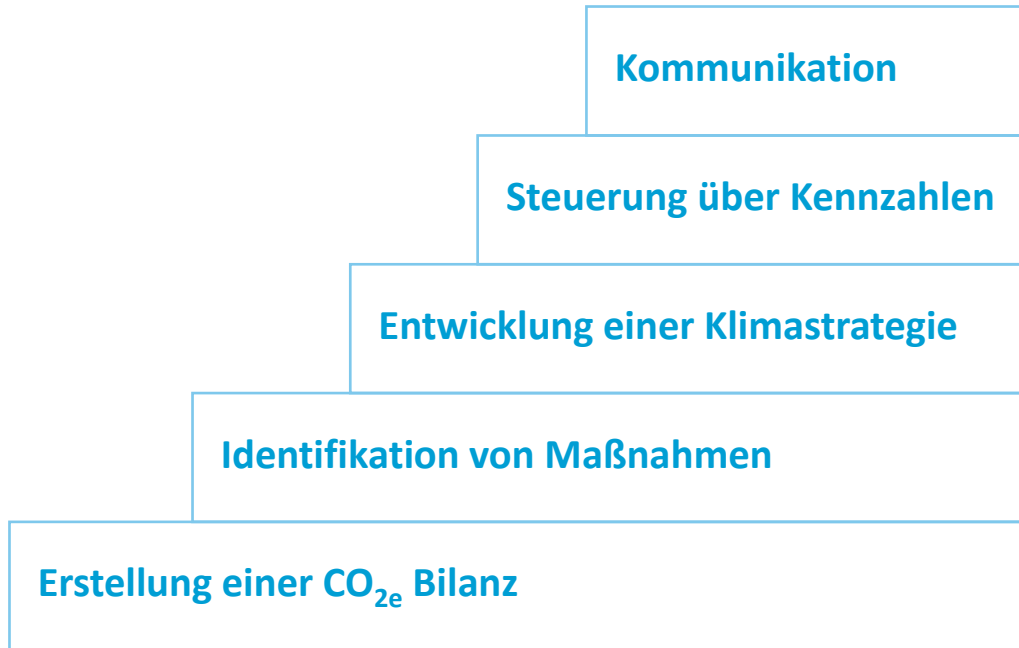 Kommunikation
Steuerung über Kennzahlen
Entwicklung einer Klimastrategie
Identifikation von Maßnahmen
Erstellung einer CO₂ₑ Bilanz